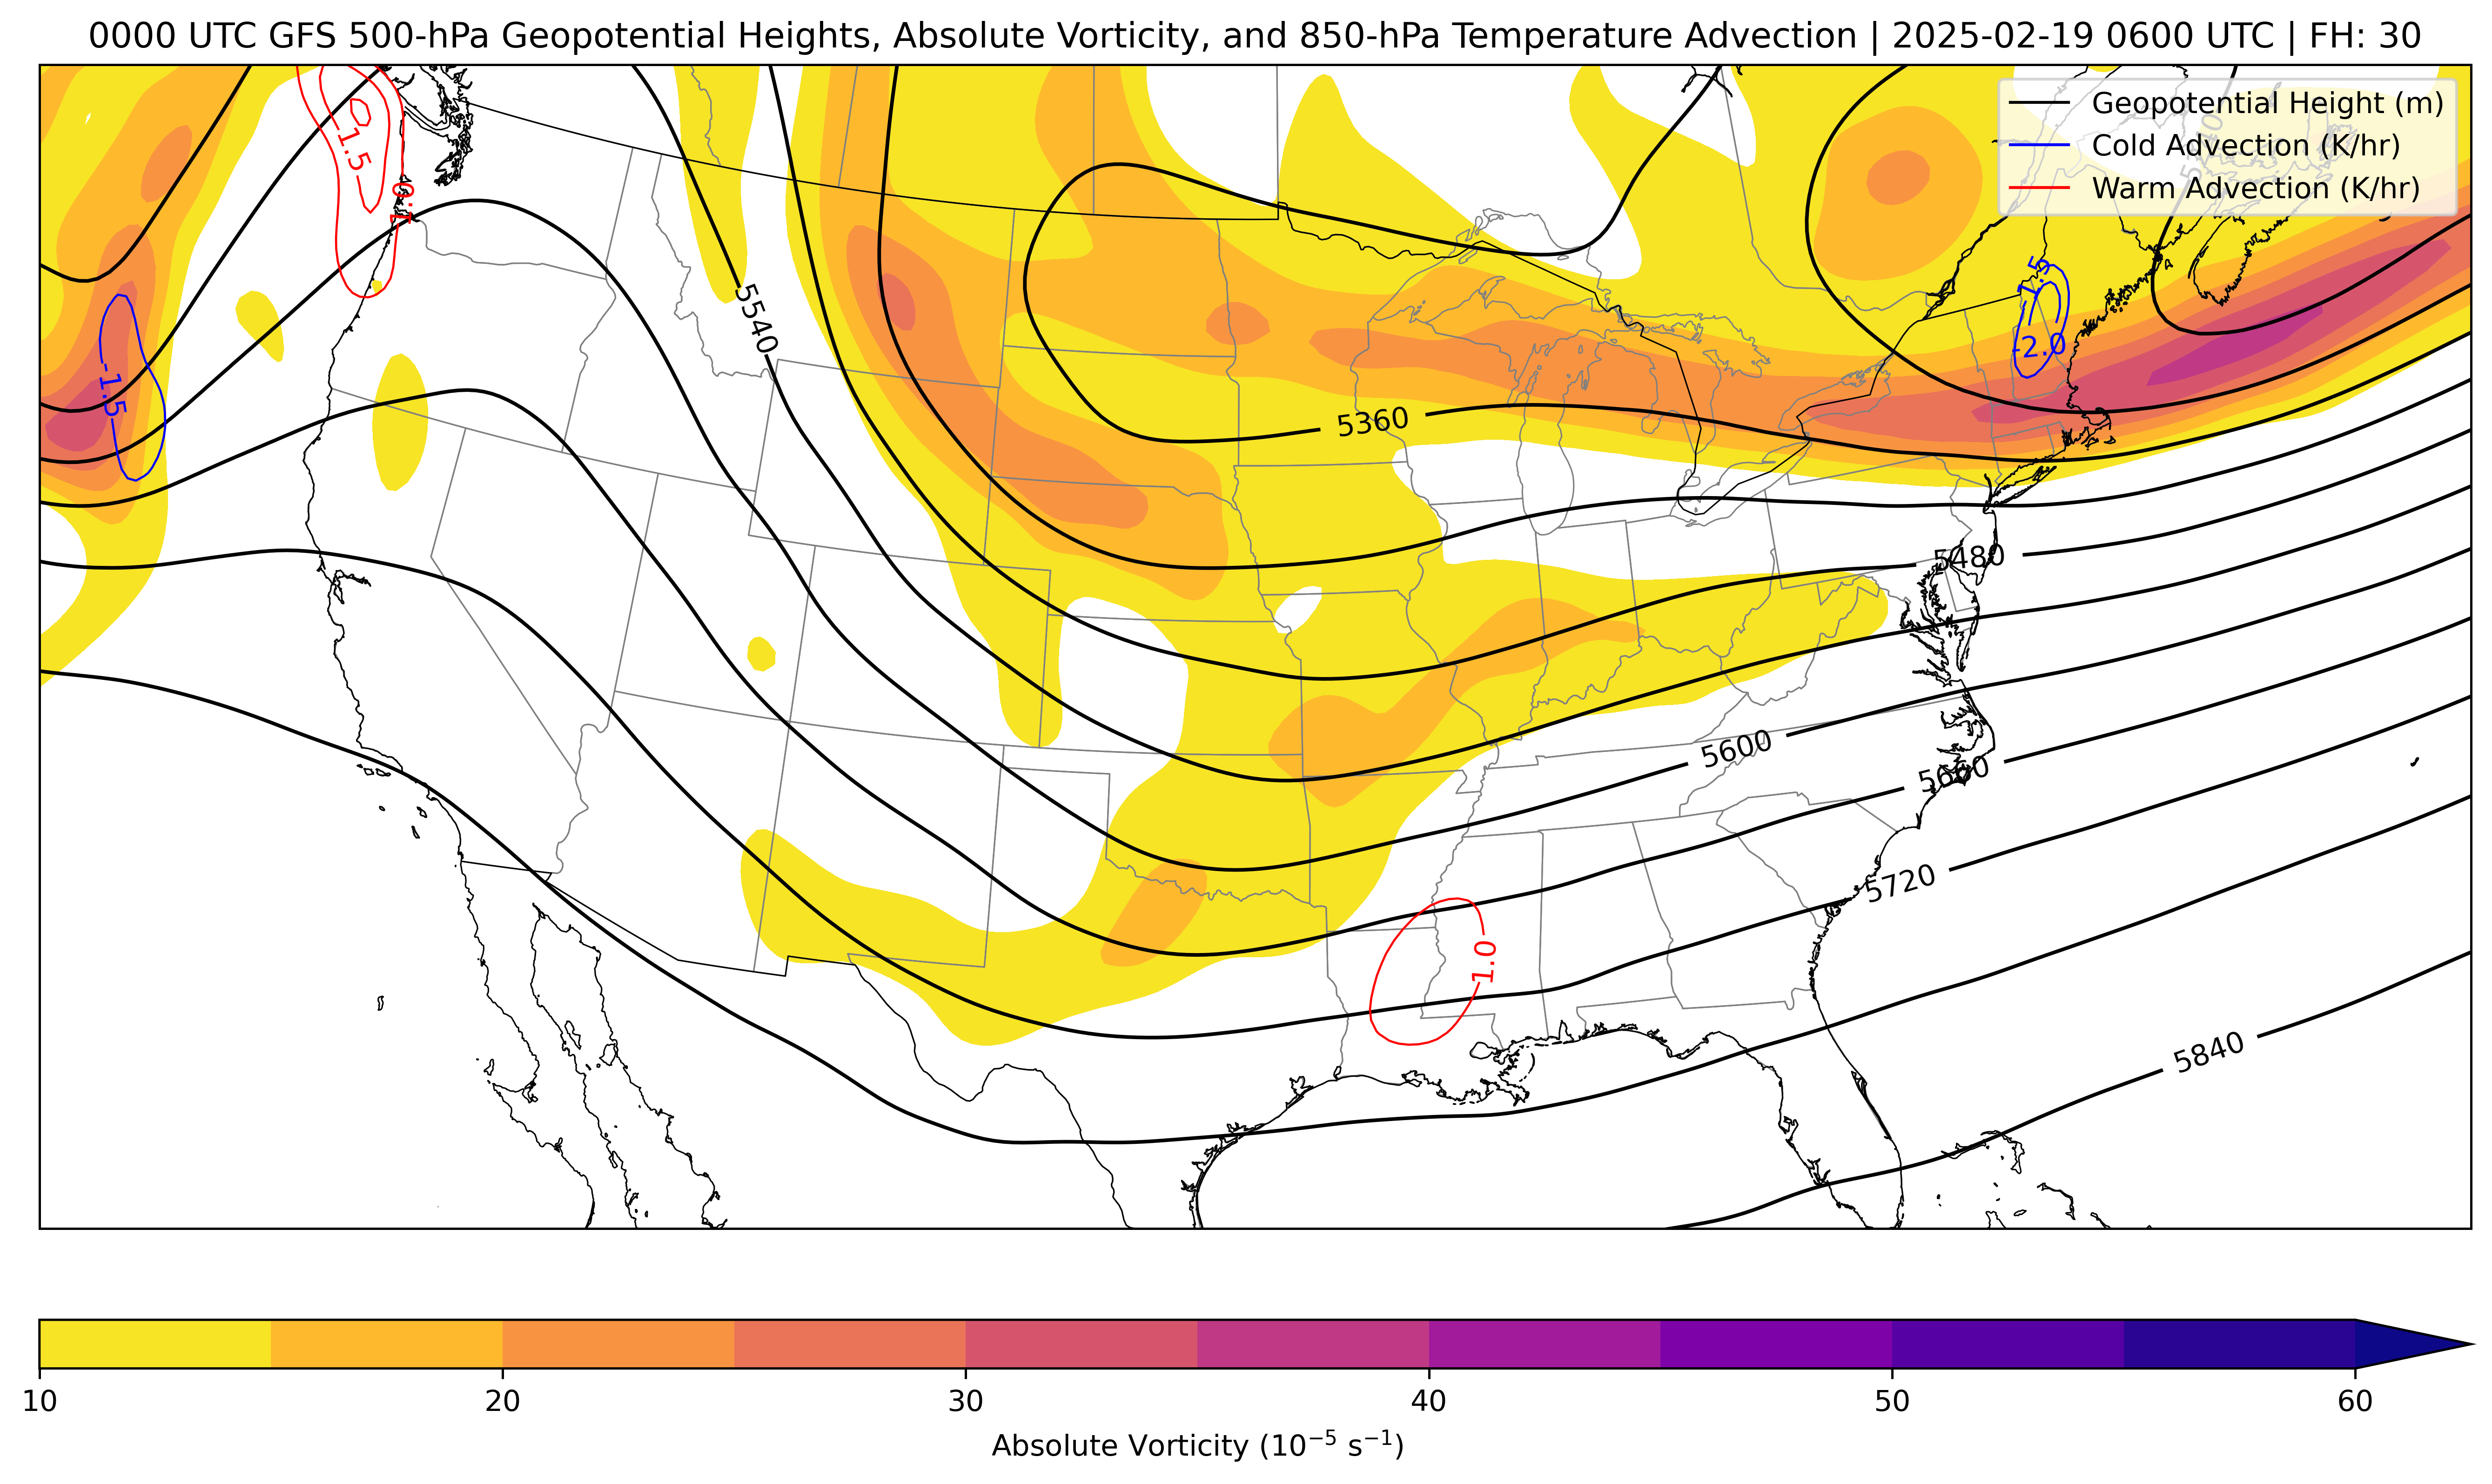 0000 UTC GFS 500-hPa Geopotential Heights, Absolute Vorticity, and 850-hPa Temperature Advection | 2025-02-19 0600 UTC | FH: 30
Geopotential Height (m)
Cold Advection (K/hr)
Warm Advection (K/hr)
1.5
1.0
-1.5
-2.0
5540
-1.5
5360
5480
5600
5660
5720
1.0
5840
10 20 30 40 50 60
Absolute Vorticity (10⁻⁵ s⁻¹)